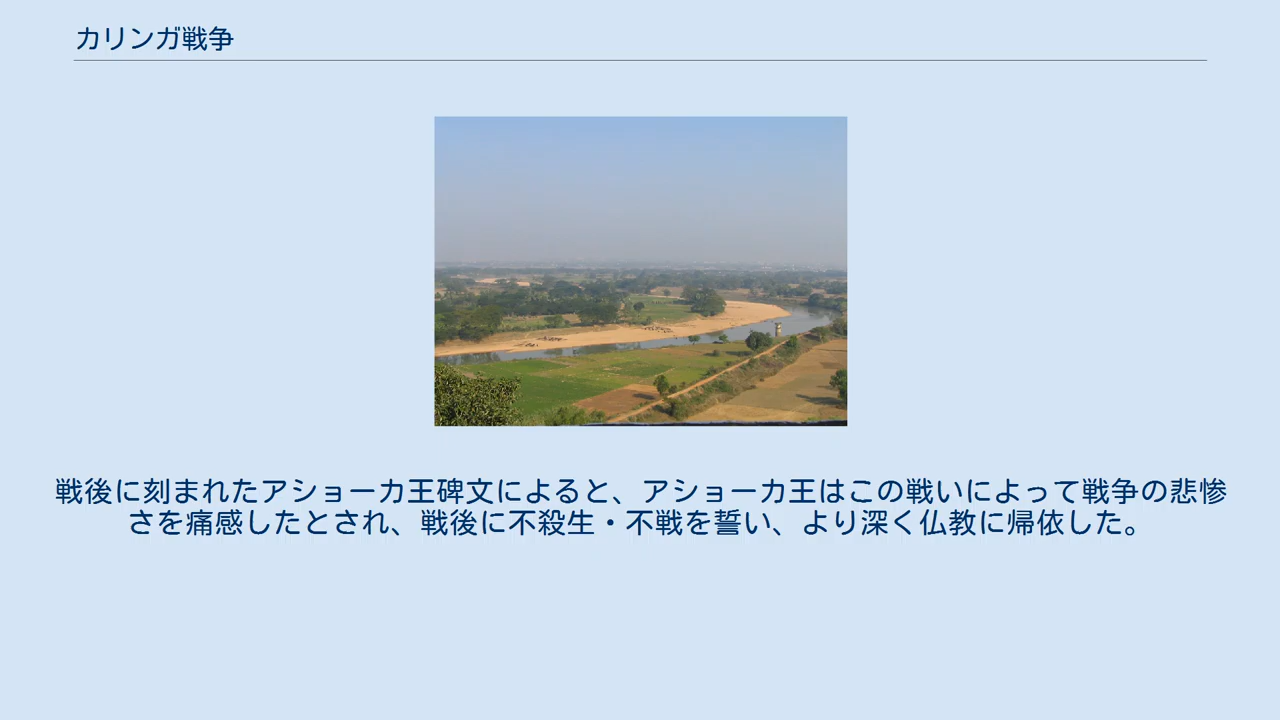 カリンガ戦争
戦後に刻まれたアショーカ王碑文によると、アショーカ王はこの戦いによって戦争の悲惨
さを痛感したとされ、戦後に不殺生・不戦を誓い、より深く仏教に帰依した。